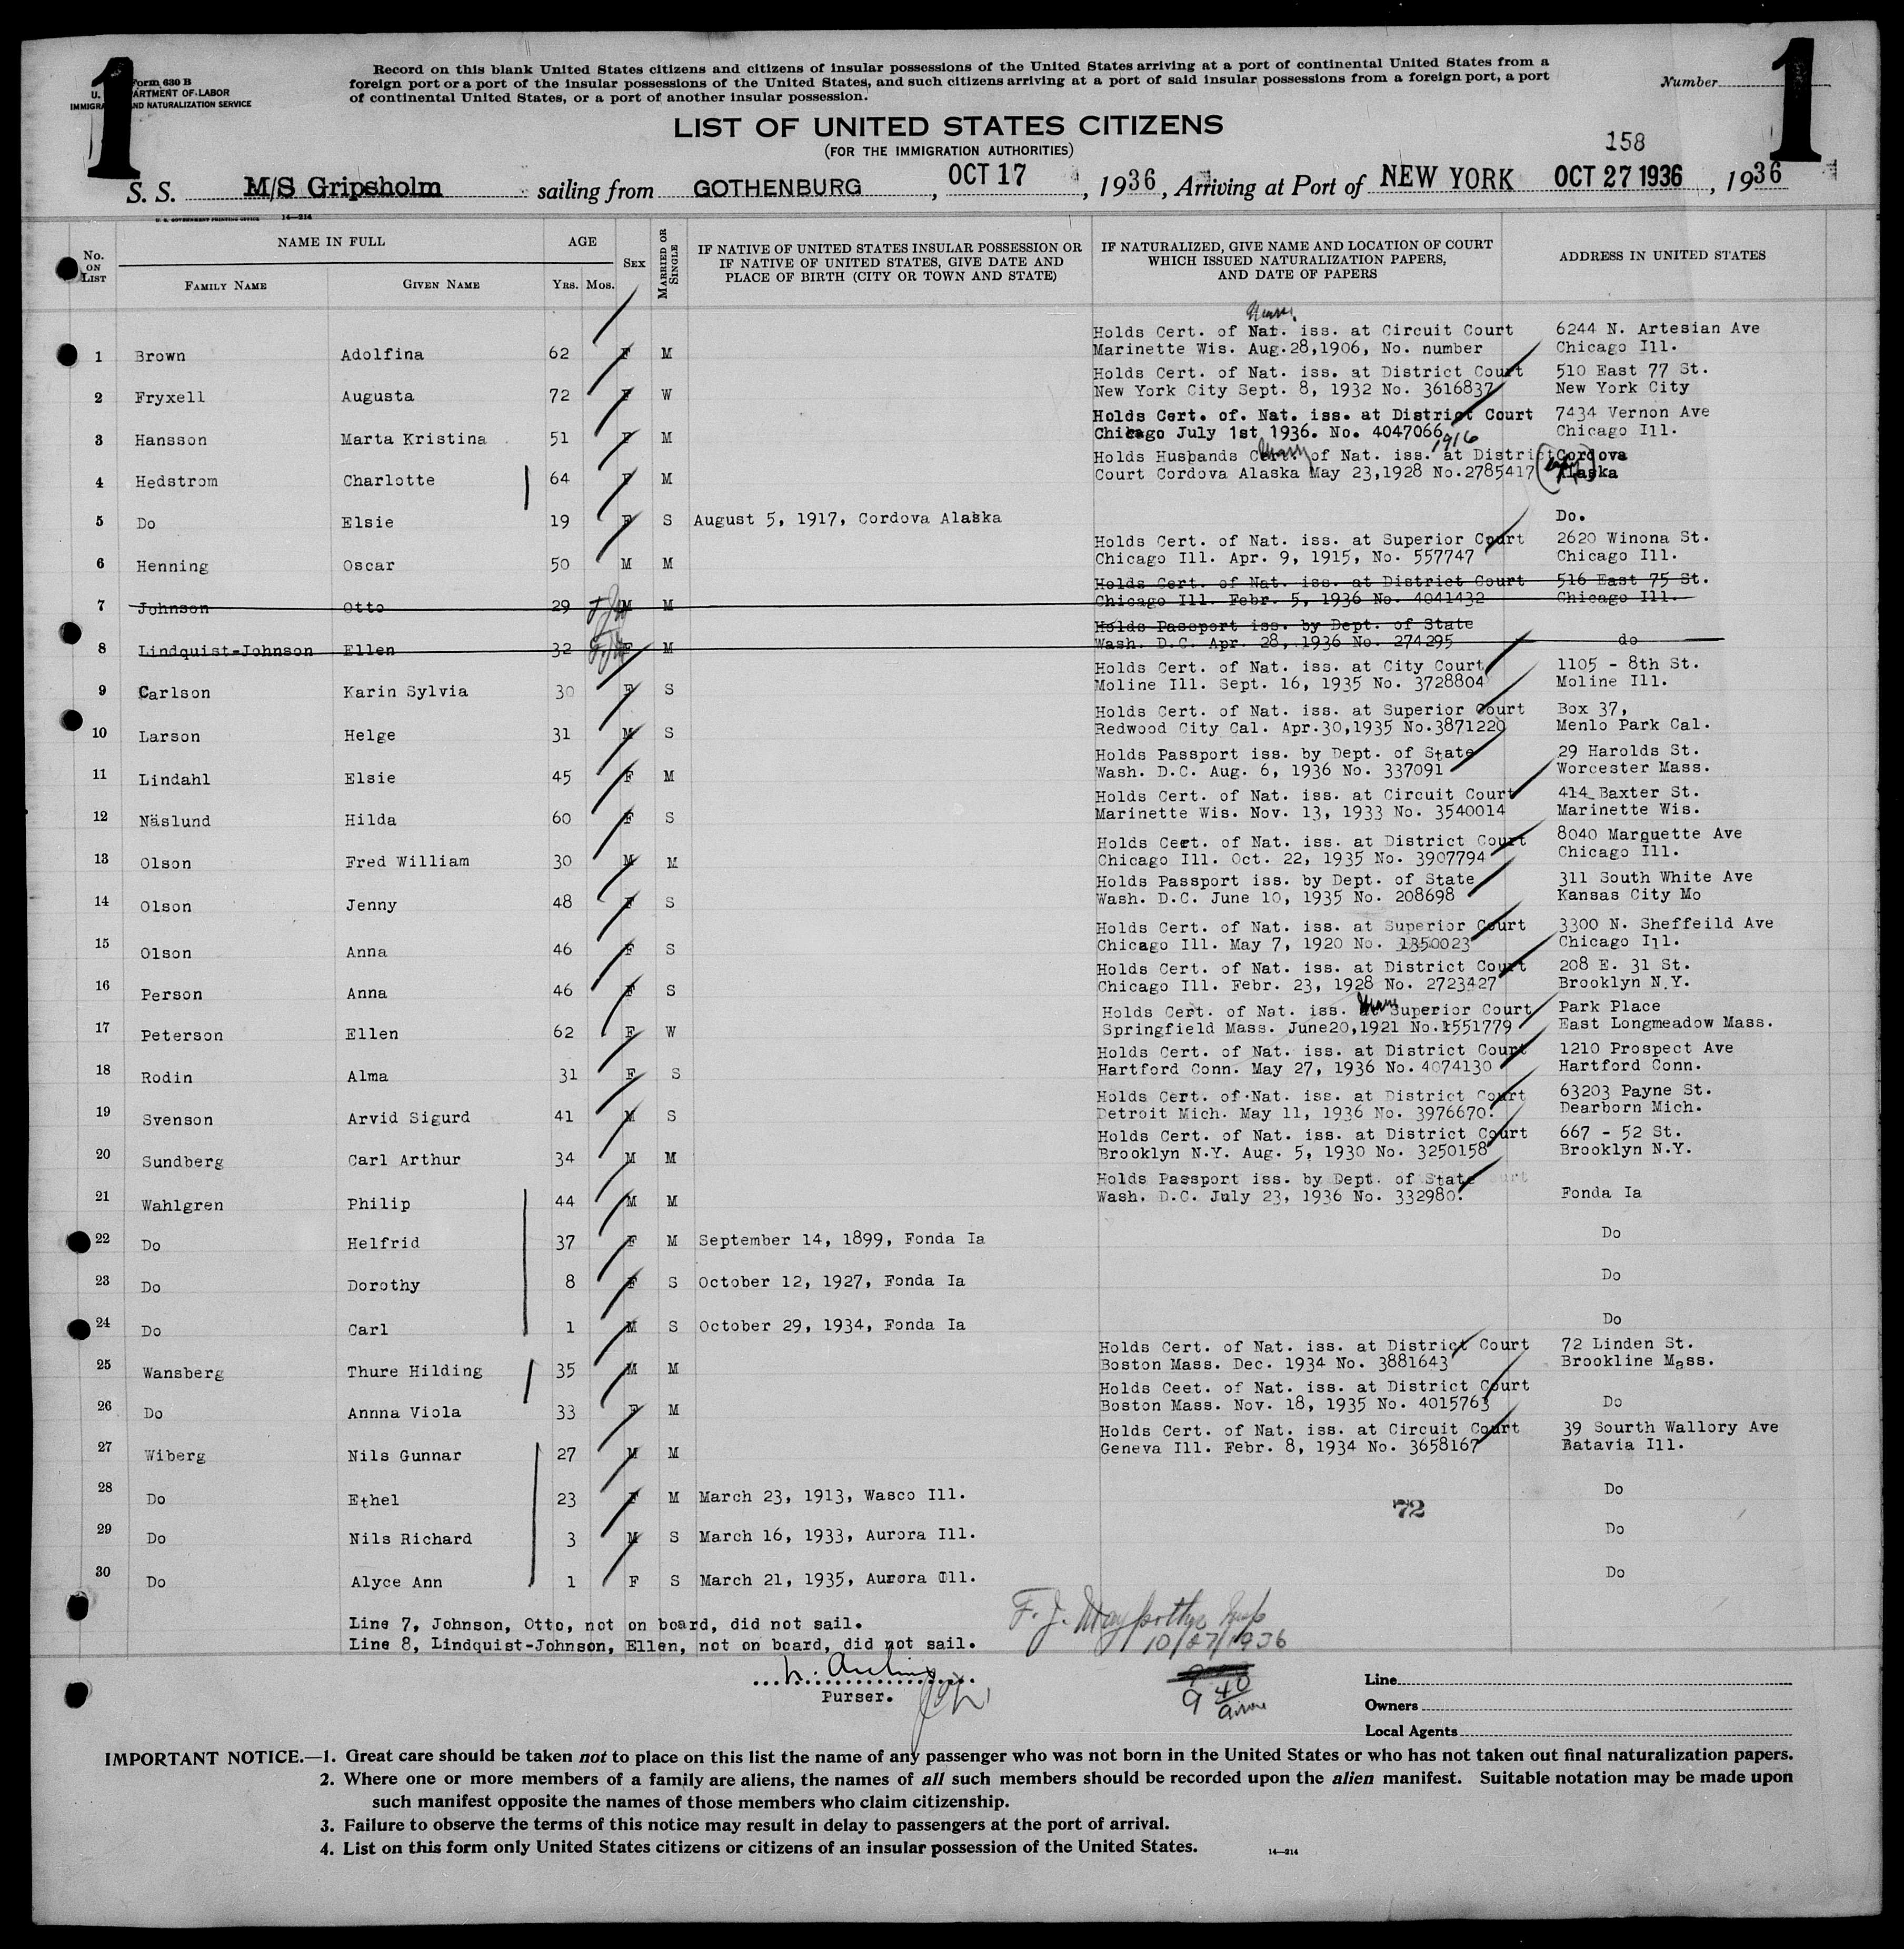 1
1
Form 630 B
U. S. DEPARTMENT OF LABOR
IMMIGRATION AND NATURALIZATION SERVICE
Record on this blank United States citizens and citizens of insular possessions of the United States arriving at a port of continental United States from a
foreign port or a port of the insular possessions of the United States, and such citizens arriving at a port of said insular possessions from a foreign port, a port
of continental United States, or a port of another insular possession.
Number
LIST OF UNITED STATES CITIZENS
(FOR THE IMMIGRATION AUTHORITIES)
158
S. S. M/S Gripsholm sailing from GOTHENBURG, OCT 17, 1936, Arriving at Port of NEW YORK OCT 27 1936, 1936
U. S. GOVERNMENT PRINTING OFFICE 14—214
No. ON LIST
NAME IN FULL
FAMILY NAME GIVEN NAME
AGE
YRS. MOS.
SEX
MARRIED OR SINGLE
IF NATIVE OF UNITED STATES INSULAR POSSESSION OR
IF NATIVE OF UNITED STATES, GIVE DATE AND
PLACE OF BIRTH (CITY OR TOWN AND STATE)
IF NATURALIZED, GIVE NAME AND LOCATION OF COURT
WHICH ISSUED NATURALIZATION PAPERS,
AND DATE OF PAPERS
ADDRESS IN UNITED STATES
Holds Cert. of Nat. iss. at Circuit Court 6244 N. Artesian Ave
1 Brown Adolfina 62 F M Marinette Wis. Aug.28,1906, No. number Chicago Ill.
Holds Cert. of Nat. iss. at District Court 510 East 77 St.
2 Fryxell Augusta 72 F W New York City Sept. 8, 1932 No. 3616837 New York City
Holds Cert. of. Nat. iss. at District Court 7434 Vernon Ave
3 Hansson Marta Kristina 51 F M Chicago July 1st 1936. No. 4047066 Chicago Ill.
1916
Holds Husbands Cert. of Nat. iss. at District Cordova
4 Hedstrom Charlotte 64 F M Court Cordova Alaska May 23,1928 No.2785417 Alaska
5 Do Elsie 19 F S August 5, 1917, Cordova Alaska Do.
Holds Cert. of Nat. iss. at Superior Court 2620 Winona St.
6 Henning Oscar 50 M M Chicago Ill. Apr. 9, 1915, No. 557747 Chicago Ill.
Holds Cert. of Nat. iss. at District Court 516 East 75 St.
7 Johnson Otto 29 M M Chicago Ill. Febr. 5, 1936 No. 4041432 Chicago Ill.
Holds Passport iss. by Dept. of State
8 Lindquist-Johnson Ellen 32 F M Wash. D.C. Apr. 28, 1936 No. 274295 do
Holds Cert. of Nat. iss. at City Court 1105 - 8th St.
9 Carlson Karin Sylvia 30 F S Moline Ill. Sept. 16, 1935 No. 3728804 Moline Ill.
Holds Cert. of Nat. iss. at Superior Court Box 37,
10 Larson Helge 31 M S Redwood City Cal. Apr.30,1935 No.3871220 Menlo Park Cal.
Holds Passport iss. by Dept. of State 29 Harolds St.
11 Lindahl Elsie 45 F M Wash. D.C. Aug. 6, 1936 No. 337091 Worcester Mass.
Holds Cert. of Nat. iss. at Circuit Court 414 Baxter St.
12 Näslund Hilda 60 F S Marinette Wis. Nov. 13, 1933 No. 3540014 Marinette Wis.
Holds Cert. of Nat. iss. at District Court 8040 Marquette Ave
13 Olson Fred William 30 M M Chicago Ill. Oct. 22, 1935 No. 3907794 Chicago Ill.
Holds Passport iss. by Dept. of State 311 South White Ave
14 Olson Jenny 48 F S Wash. D.C. June 10, 1935 No. 208698 Kansas City Mo
Holds Cert. of Nat. iss. at Superior Court 3300 N. Sheffeild Ave
15 Olson Anna 46 F S Chicago Ill. May 7, 1920 No. 1350023 Chicago Ill.
Holds Cert. of Nat. iss. at District Court 208 E. 31 St.
16 Person Anna 46 F S Chicago Ill. Febr. 23, 1928 No. 2723427 Brooklyn N.Y.
Holds Cert. of Nat. iss. at Superior Court Park Place
17 Peterson Ellen 62 F W Springfield Mass. June20,1921 No.1551779 East Longmeadow Mass.
Holds Cert. of Nat. iss. at District Court 1210 Prospect Ave
18 Rodin Alma 31 F S Hartford Conn. May 27, 1936 No. 4074130 Hartford Conn.
Holds Cert. of Nat. iss. at District Court 63203 Payne St.
19 Svenson Arvid Sigurd 41 M S Detroit Mich. May 11, 1936 No. 3976670. Dearborn Mich.
Holds Cert. of Nat. iss. at District Court 667 - 52 St.
20 Sundberg Carl Arthur 34 M M Brooklyn N.Y. Aug. 5, 1930 No. 3250158 Brooklyn N.Y.
Holds Passport iss. by Dept. of State
21 Wahlgren Philip 44 M M Wash. D.C. July 23, 1936 No. 332980. Fonda Ia
22 Do Helfrid 37 F M September 14, 1899, Fonda Ia Do
23 Do Dorothy 8 F S October 12, 1927, Fonda Ia Do
24 Do Carl 1 M S October 29, 1934, Fonda Ia Do
Holds Cert. of Nat. iss. at District Court 72 Linden St.
25 Wansberg Thure Hilding 35 M M Boston Mass. Dec. 1934 No. 3881643 Brookline Mass.
Holds Ceet. of Nat. iss. at District Court
26 Do Annna Viola 33 F M Boston Mass. Nov. 18, 1935 No. 4015763 Do
Holds Cert. of Nat. iss. at Circuit Court 39 Sourth Wallory Ave
27 Wiberg Nils Gunnar 27 M M Geneva Ill. Febr. 8, 1934 No. 3658167 Batavia Ill.
28 Do Ethel 23 F M March 23, 1913, Wasco Ill. Do
72
29 Do Nils Richard 3 M S March 16, 1933, Aurora Ill. Do
30 Do Alyce Ann 1 F S March 21, 1935, Aurora Ill. Do
Line 7, Johnson, Otto, not on board, did not sail.
Line 8, Lindquist-Johnson, Ellen, not on board, did not sail.
F. J.
10/27/1936
Purser.
9 40
Line
Owners
Local Agents
IMPORTANT NOTICE.—1. Great care should be taken not to place on this list the name of any passenger who was not born in the United States or who has not taken out final naturalization papers.
2. Where one or more members of a family are aliens, the names of all such members should be recorded upon the alien manifest. Suitable notation may be made upon
such manifest opposite the names of those members who claim citizenship.
3. Failure to observe the terms of this notice may result in delay to passengers at the port of arrival.
4. List on this form only United States citizens or citizens of an insular possession of the United States.
14—214